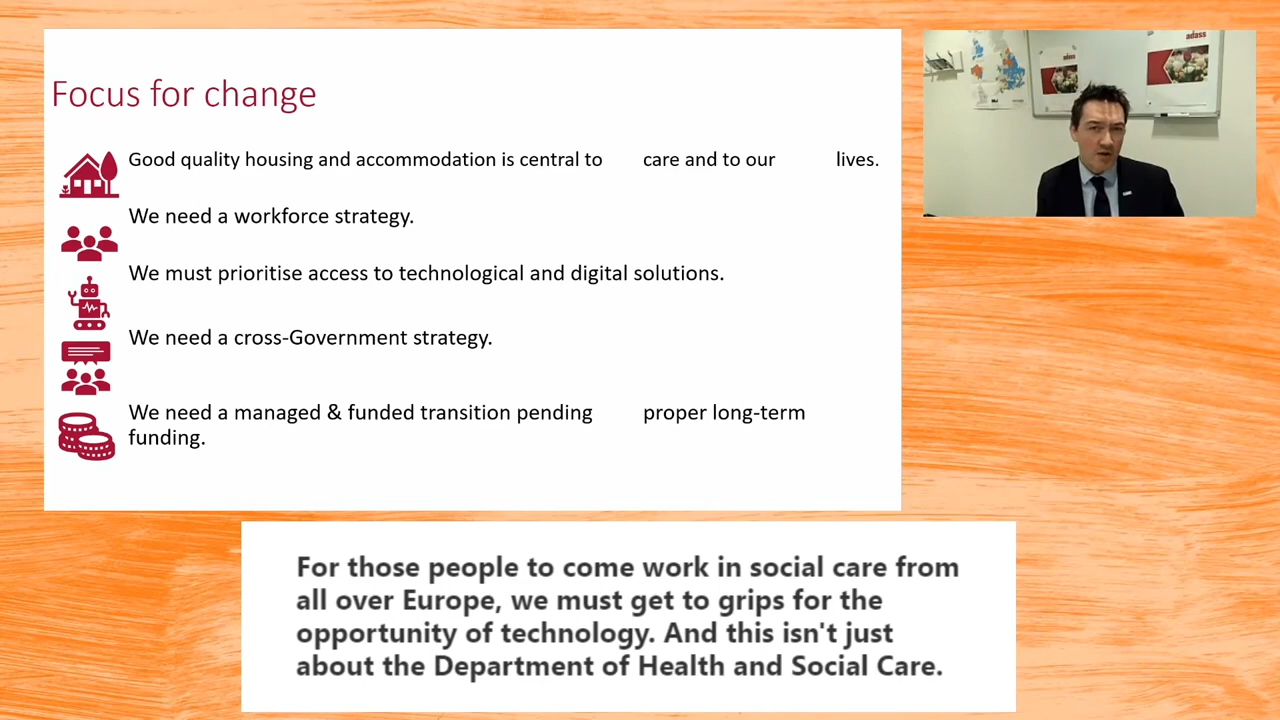 Focus for change
Good quality housing and accommodation is central to care and to our lives.
We need a workforce strategy.
We must prioritise access to technological and digital solutions.
We need a cross-Government strategy.
We need a managed & funded transition pending proper long-term
funding.
adass
adass
For those people to come work in social care from
all over Europe, we must get to grips for the
opportunity of technology. And this isn't just
about the Department of Health and Social Care.